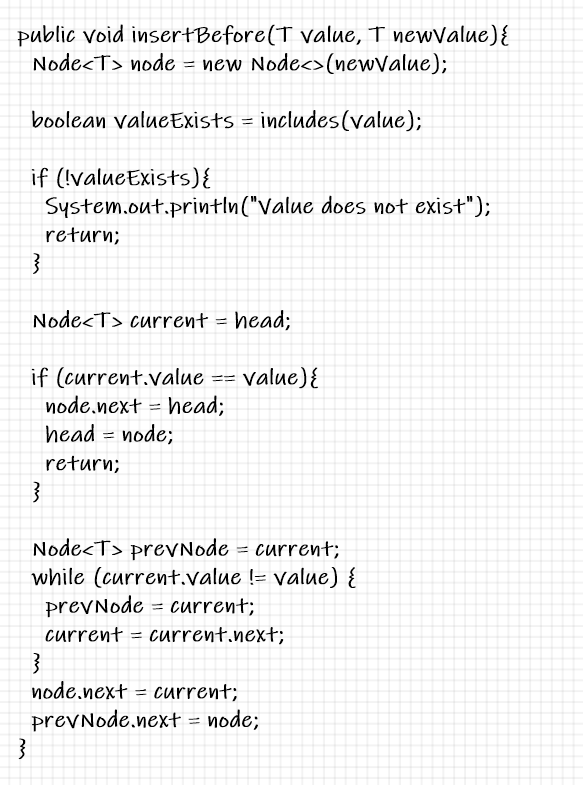 public void insertBefore(T value, T newValue){
Node<T> node = new Node<>(newValue);
boolean valueExists = includes(value);
if (!valueExists){
System.out.println("Value does not exist");
return;
}
Node<T> current = head;
if (current.value == value){
node.next = head;
head = node;
return;
}
Node<T> prevNode = current;
while (current.value != value) {
prevNode = current;
current = current.next;
}
node.next = current;
prevNode.next = node;
}